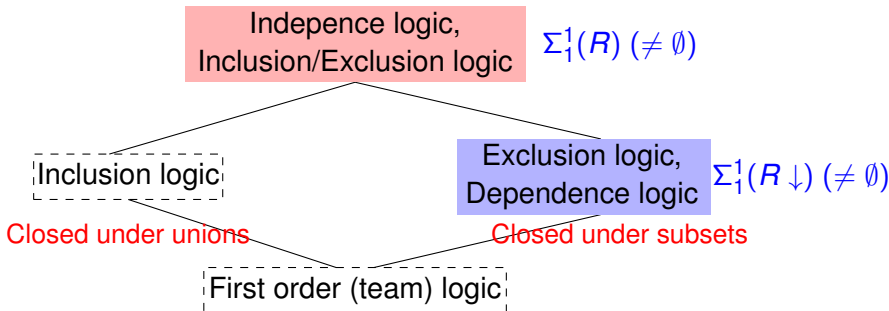 Indepence logic,
Inclusion/Exclusion logic
Σ¹₁(R) (≠ ∅)
Inclusion logic
Exclusion logic,
Dependence logic
Σ¹₁(R ↓) (≠ ∅)
Closed under unions
Closed under subsets
First order (team) logic